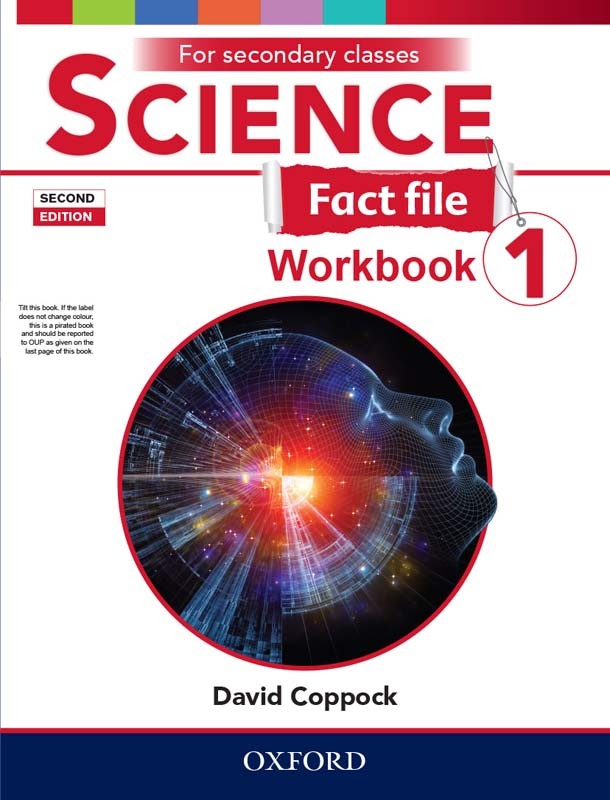 For secondary classes
SCIENCE
Fact file
Workbook 1
SECOND
EDITION
Tilt this book. If the label
does not change colour,
this is a pirated book
and should be reported
to OUP as given on the
last page of this book.
David Coppock
OXFORD